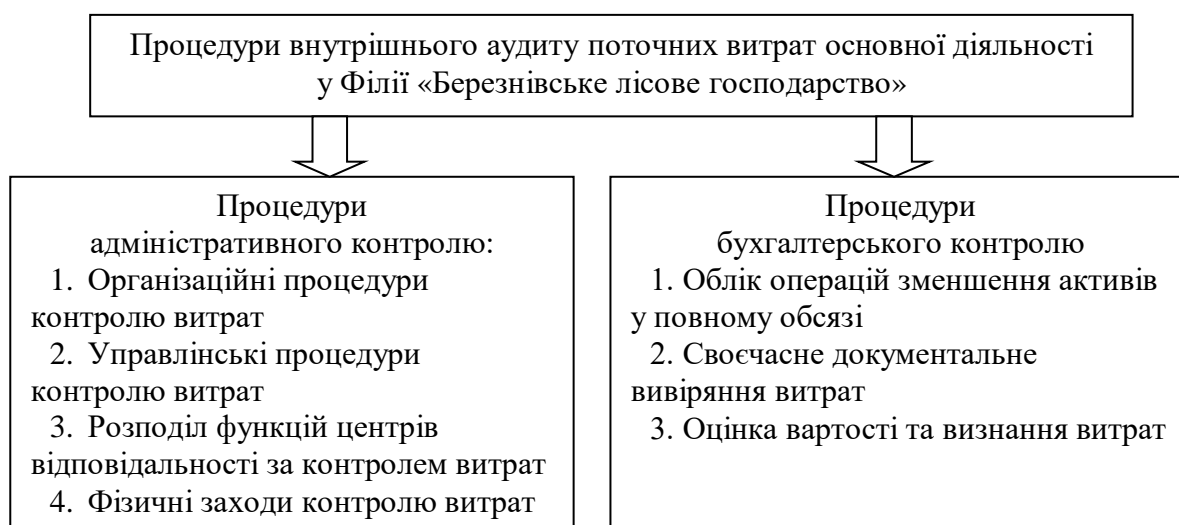 Процедури внутрішнього аудиту поточних витрат основної діяльності
у Філії «Березнівське лісове господарство»
Процедури
адміністративного контролю:
1. Організаційні процедури
контролю витрат
2. Управлінські процедури
контролю витрат
3. Розподіл функцій центрів
відповідальності за контролем витрат
4. Фізичні заходи контролю витрат
Процедури
бухгалтерського контролю
1. Облік операцій зменшення активів
у повному обсязі
2. Своєчасне документальне
вивіряння витрат
3. Оцінка вартості та визнання витрат